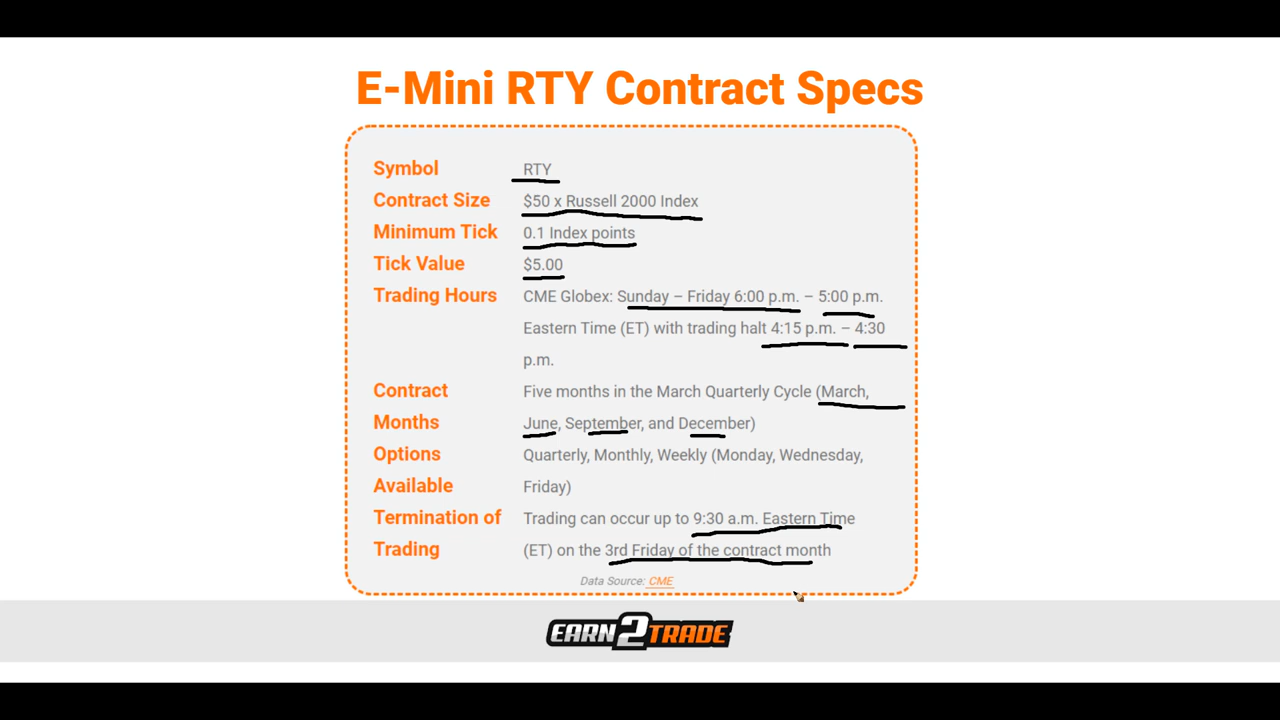 E-Mini RTY Contract Specs
Symbol RTY
Contract Size $50 x Russell 2000 Index
Minimum Tick 0.1 Index points
Tick Value $5.00
Trading Hours CME Globex: Sunday – Friday 6:00 p.m. – 5:00 p.m.
Eastern Time (ET) with trading halt 4:15 p.m. – 4:30
p.m.
Contract Five months in the March Quarterly Cycle (March,
Months June, September, and December)
Options Quarterly, Monthly, Weekly (Monday, Wednesday,
Available Friday)
Termination of Trading can occur up to 9:30 a.m. Eastern Time
Trading (ET) on the 3rd Friday of the contract month
Data Source: CME
EARN2TRADE